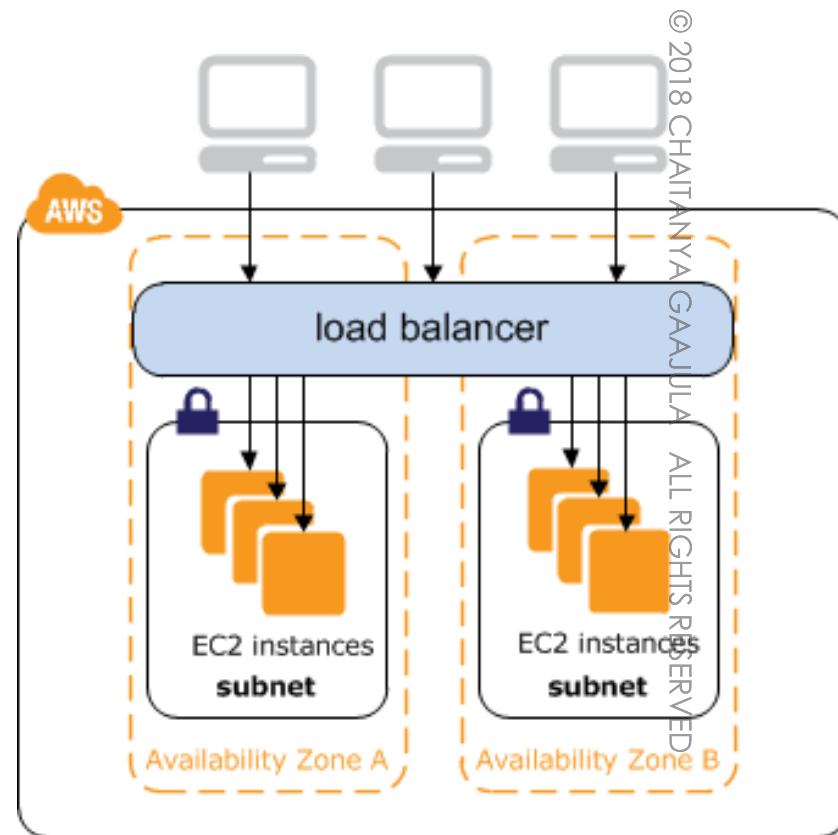 © 2018 CHAITANYA GAAJULA ALL RIGHTS RESERVED
AWS
load balancer
EC2 instances
subnet
Availability Zone A
EC2 instances
subnet
Availability Zone B